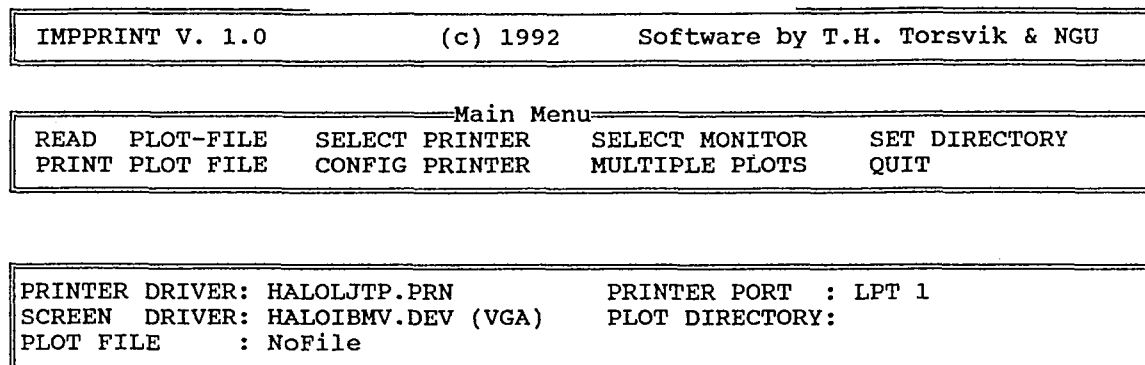 IMPPRINT V. 1.0 (c) 1992 Software by T.H. Torsvik & NGU
Main Menu
READ PLOT-FILE SELECT PRINTER SELECT MONITOR SET DIRECTORY
PRINT PLOT FILE CONFIG PRINTER MULTIPLE PLOTS QUIT
PRINTER DRIVER: HALOLJTP.PRN PRINTER PORT : LPT 1
SCREEN DRIVER: HALOIBMV.DEV (VGA) PLOT DIRECTORY:
PLOT FILE : NoFile